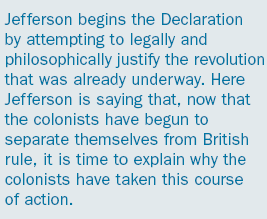 Jefferson begins the Declaration
by attempting to legally and
philosophically justify the revolution
that was already underway. Here
Jefferson is saying that, now that
the colonists have begun to
separate themselves from British
rule, it is time to explain why the
colonists have taken this course
of action.